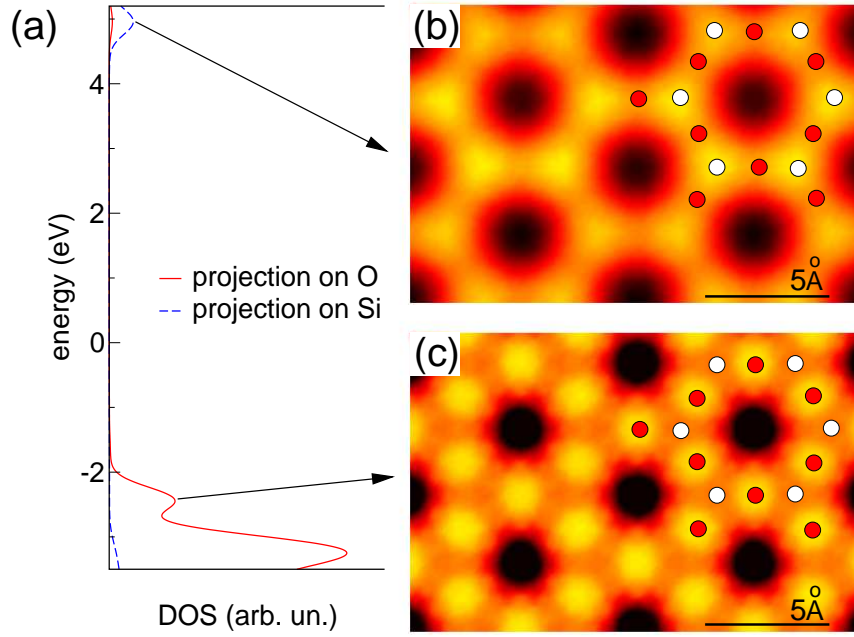 (a)
4
2
0
-2
energy (eV)
projection on O
projection on Si
DOS (arb. un.)
(b)
5Å
(c)
5Å